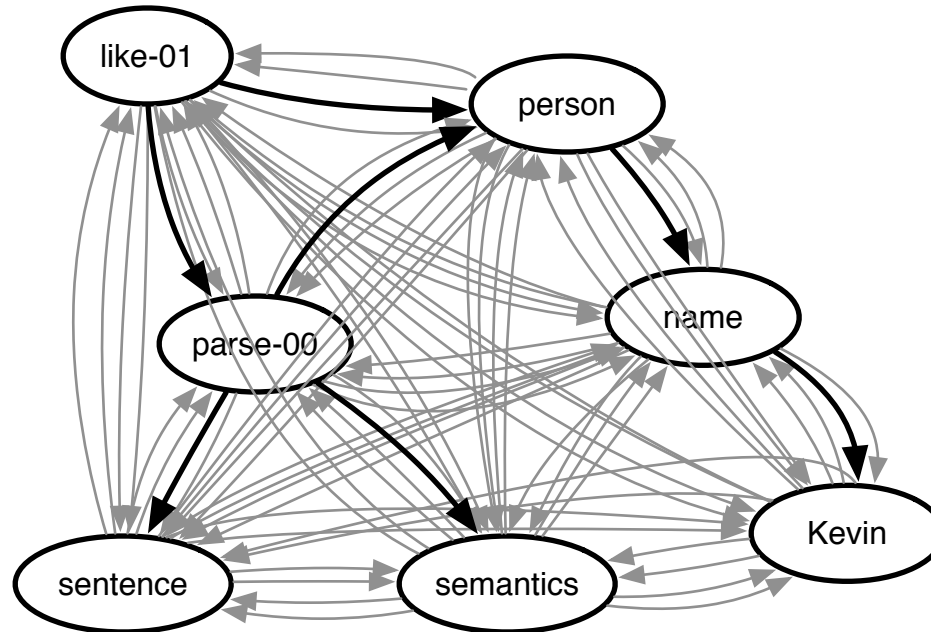 like-01
person
name
parse-00
Kevin
sentence
semantics